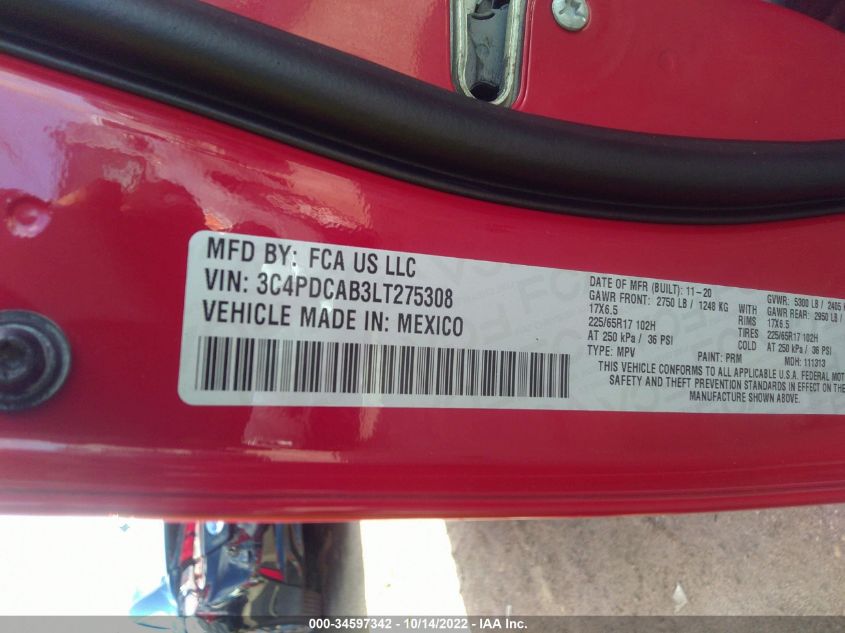 MFD BY: FCA US LLC
VIN: 3C4PDCAB3LT275308
VEHICLE MADE IN: MEXICO
DATE OF MFR (BUILT): 11-20
GVWR: 5300 LB / 2405
GAWR FRONT: 2750 LB / 1248 KG WITH GAWR REAR: 2950 LB /
17X6.5 RIMS 17X6.5
225/65R17 102H TIRES 225/65R17 102H
AT 250 kPa / 36 PSI COLD AT 250 kPa / 36 PSI
TYPE: MPV PAINT: PRM MDH: 111313
THIS VEHICLE CONFORMS TO ALL APPLICABLE U.S.A. FEDERAL MOT
SAFETY AND THEFT PREVENTION STANDARDS IN EFFECT ON
MANUFACTURE SHOWN ABOVE.
000-34597342 - 10/14/2022 - IAA Inc.